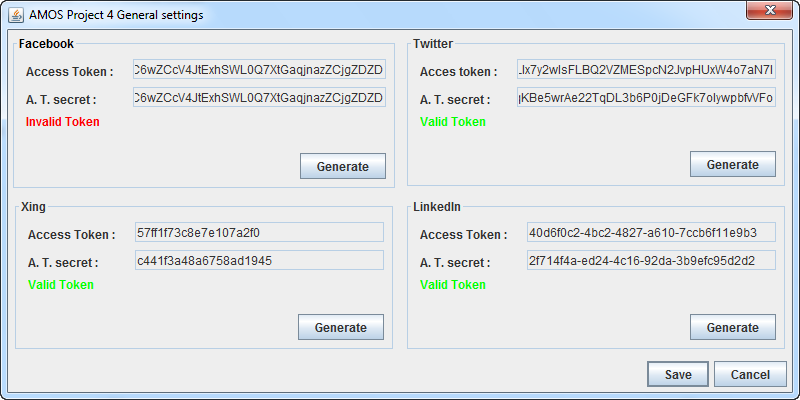 AMOS Project 4 General settings
Facebook
Access Token :
C6wZCcV4JtExhSWL0Q7XtGaqjnazZCjgZDZD
A. T. secret :
C6wZCcV4JtExhSWL0Q7XtGaqjnazZCjgZDZD
Invalid Token
Generate
Twitter
Acces token :
A. T. secret :
Valid Token
Generate
Xing
Access Token :
57ff1f73c8e7e107a2f0
A. T. secret :
c441f3a48a6758ad1945
Valid Token
Generate
LinkedIn
Access Token :
40d6f0c2-4bc2-4827-a610-7ccb6f11e9b3
A. T. secret :
2f714f4a-ed24-4c16-92da-3b9efc95d2d2
Valid Token
Generate
Save
Cancel